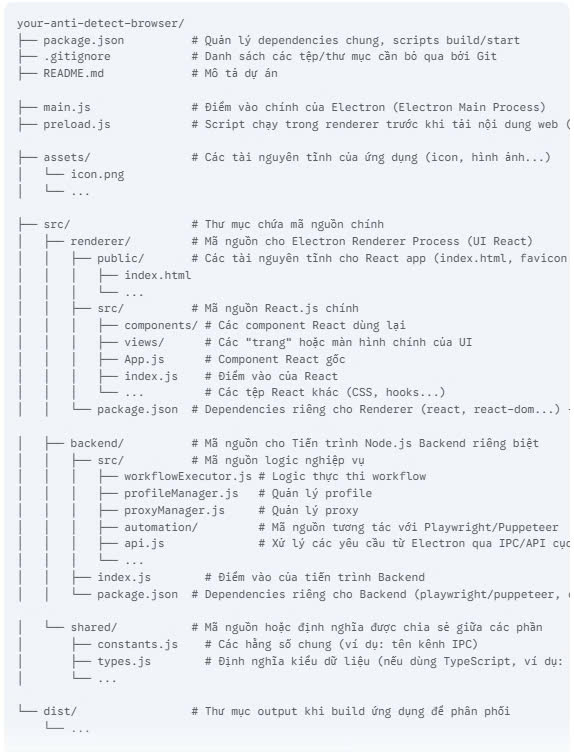 your-anti-detect-browser/
├── package.json          # Quản lý dependencies chung, scripts build/start
├── .gitignore            # Danh sách các tệp/thư mục cần bỏ qua bởi Git
├── README.md             # Mô tả dự án
├── main.js               # Điểm vào chính của Electron (Electron Main Process)
├── preload.js            # Script chạy trong renderer trước khi tải nội dung web (
├── assets/               # Các tài nguyên tĩnh của ứng dụng (icon, hình ảnh...)
│   └── icon.png
│   └── ...
├── src/                  # Thư mục chứa mã nguồn chính
│   ├── renderer/         # Mã nguồn cho Electron Renderer Process (UI React)
│   │   ├── public/       # Các tài nguyên tĩnh cho React app (index.html, favicon
│   │   │   ├── index.html
│   │   │   └── ...
│   │   ├── src/          # Mã nguồn React.js chính
│   │   │   ├── components/ # Các component React dùng lại
│   │   │   ├── views/      # Các "trang" hoặc màn hình chính của UI
│   │   │   ├── App.js      # Component React gốc
│   │   │   ├── index.js    # Điểm vào của React
│   │   │   └── ...         # Các tệp React khác (CSS, hooks...)
│   │   └── package.json  # Dependencies riêng cho Renderer (react, react-dom...)
│   ├── backend/          # Mã nguồn cho Tiến trình Node.js Backend riêng biệt
│   │   ├── src/          # Mã nguồn logic nghiệp vụ
│   │   │   ├── workflowExecutor.js # Logic thực thi workflow
│   │   │   ├── profileManager.js   # Quản lý profile
│   │   │   ├── proxyManager.js     # Quản lý proxy
│   │   │   ├── automation/         # Mã nguồn tương tác với Playwright/Puppeteer
│   │   │   ├── api.js              # Xử lý các yêu cầu từ Electron qua IPC/API cục
│   │   │   └── ...
│   │   ├── index.js        # Điểm vào của tiến trình Backend
│   │   └── package.json  # Dependencies riêng cho Backend (playwright/puppeteer,
│   └── shared/           # Mã nguồn hoặc định nghĩa được chia sẻ giữa các phần
│       ├── constants.js    # Các hằng số chung (ví dụ: tên kênh IPC)
│       ├── types.js        # Định nghĩa kiểu dữ liệu (nếu dùng TypeScript, ví dụ:
│       └── ...
└── dist/                 # Thư mục output khi build ứng dụng để phân phối
    └── ...